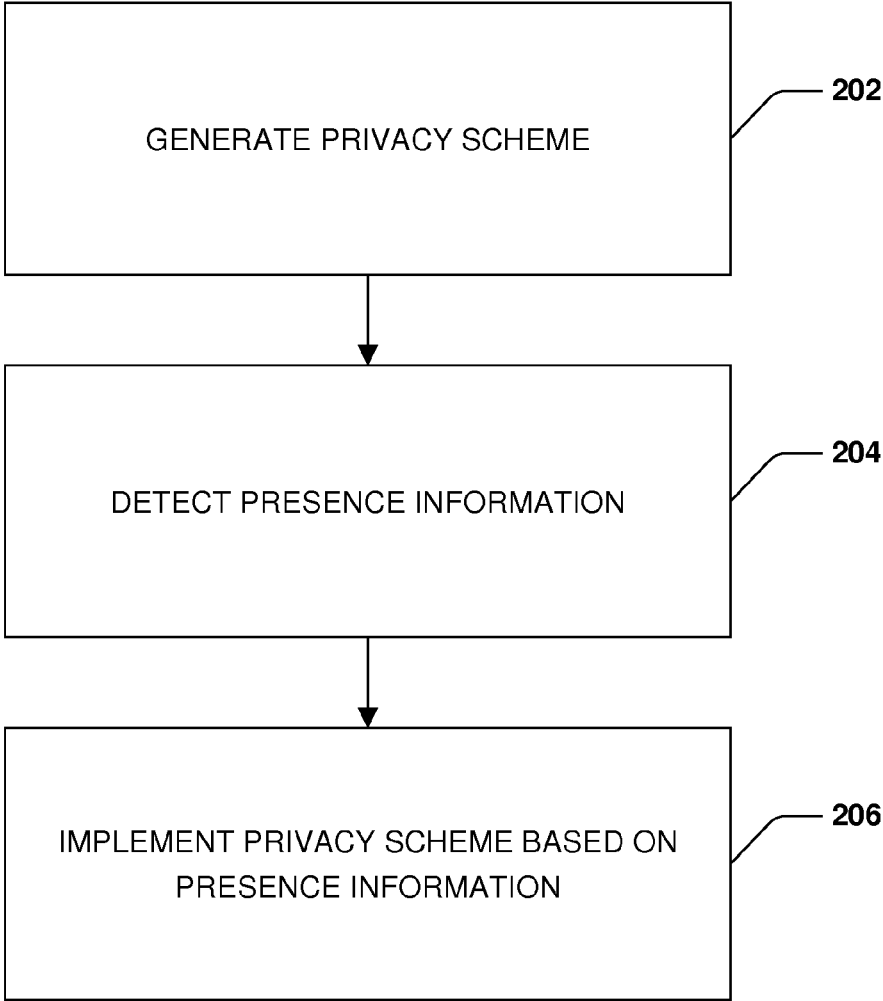 GENERATE PRIVACY SCHEME
202
DETECT PRESENCE INFORMATION
204
IMPLEMENT PRIVACY SCHEME BASED ON
PRESENCE INFORMATION
206